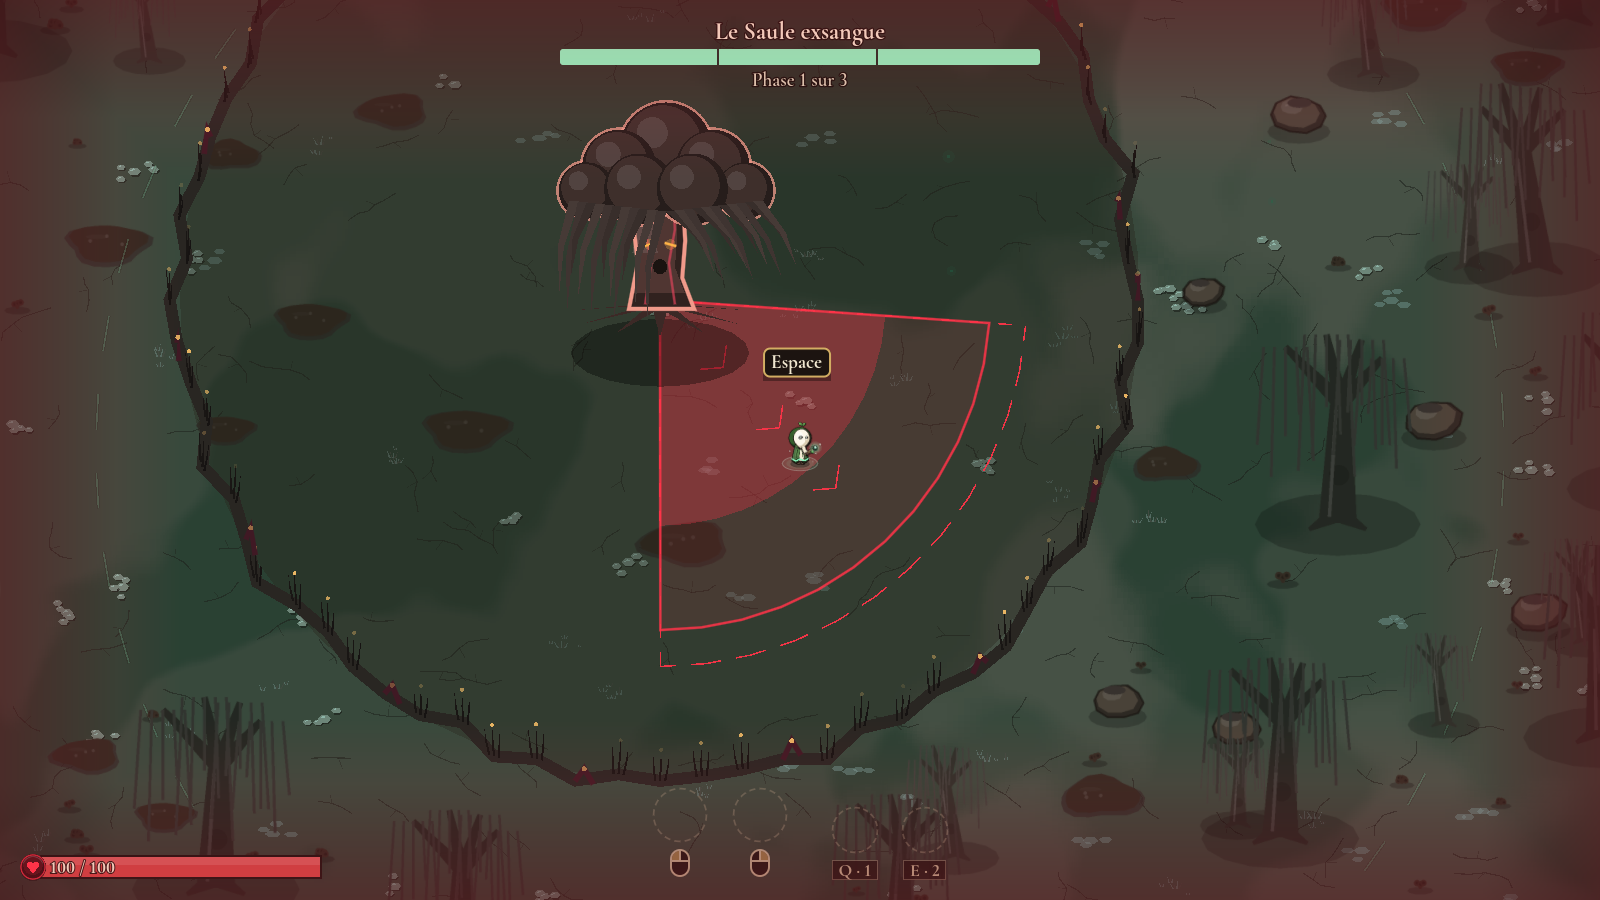 Le Saule exsangue
Phase 1 sur 3
Espace
100 / 100
Q · 1
E · 2